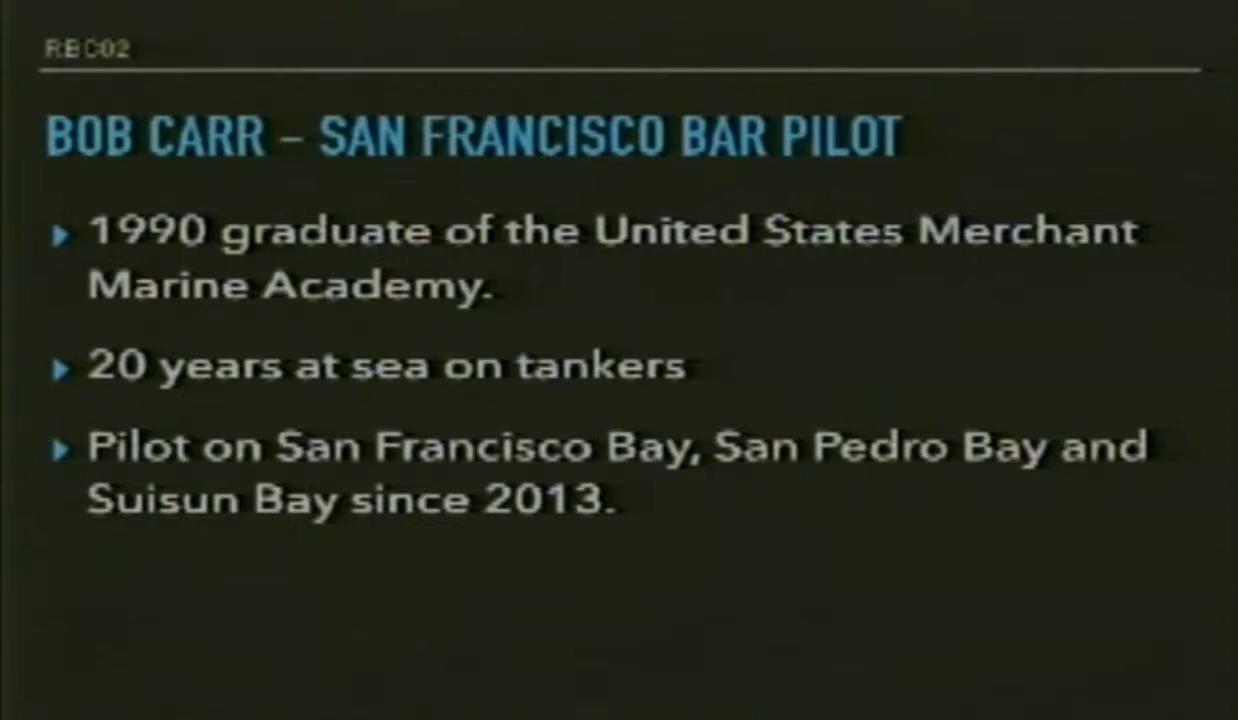 RBC02
BOB CARR – SAN FRANCISCO BAR PILOT
1990 graduate of the United States Merchant
Marine Academy.
20 years at sea on tankers
Pilot on San Francisco Bay, San Pedro Bay and
Suisun Bay since 2013.